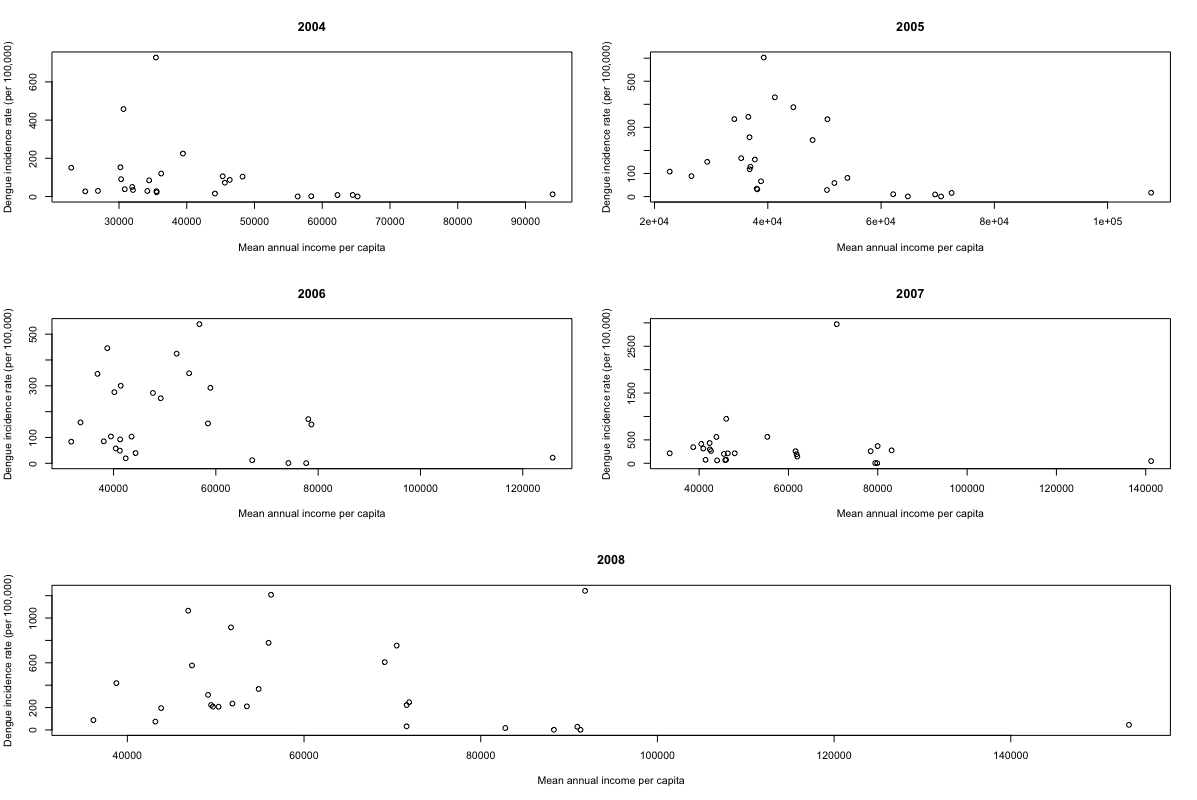 2004
Dengue incidence rate (per 100,000)
0 200 400 600
30000 40000 50000 60000 70000 80000 90000
Mean annual income per capita
2005
Dengue incidence rate (per 100,000)
0 100 300 500
2e+04 4e+04 6e+04 8e+04 1e+05
Mean annual income per capita
2006
Dengue incidence rate (per 100,000)
0 100 300 500
40000 60000 80000 100000 120000
Mean annual income per capita
2007
Dengue incidence rate (per 100,000)
0 500 1500 2500
40000 60000 80000 100000 120000 140000
Mean annual income per capita
2008
Dengue incidence rate (per 100,000)
0 200 600 1000
40000 60000 80000 100000 120000 140000
Mean annual income per capita